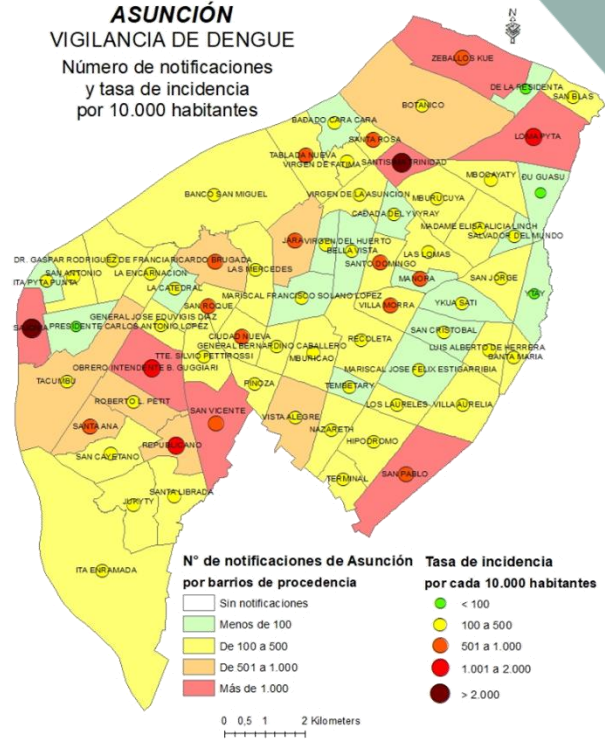 ASUNCIÓN
VIGILANCIA DE DENGUE
Número de notificaciones
y tasa de incidencia
por 10.000 habitantes
N
ZEBALLOS KUE
DE LA RESIDENTA
SAN BLAS
BOTANICO
LOMA PYTA
BAÐADO CARA CARA
SANTA ROSA
TABLADA NUEVA
VIRGEN DE FATIMA
SANTISIMA TRINIDAD
MBOCAYATY
ÐU GUASU
BANCO SAN MIGUEL
VIRGEN DE LA ASUNCION
MBURUCUYA
CAÐADA DEL YVYRAY
MADAME ELISA ALICIA LINCH
SALVADOR DEL MUNDO
JARA
VIRGEN DEL HUERTO
BELLA VISTA
LAS LOMAS
DR. GASPAR RODRIGUEZ DE FRANCIA
RICARDO BRUGADA
SANTO DOMINGO
SAN ANTONIO
LA ENCARNACION
LAS MERCEDES
MANORA
SAN JORGE
ITA PYTA PUNTA
LA CATEDRAL
MARISCAL FRANCISCO SOLANO LOPEZ
YTAY
SAN ROQUE
VILLA MORRA
YKUA SATI
GENERAL JOSE EDUVIGIS DIAZ
SAJONIA
PRESIDENTE CARLOS ANTONIO LOPEZ
CIUDAD NUEVA
RECOLETA
SAN CRISTOBAL
GENERAL BERNARDINO CABALLERO
LUIS ALBERTO DE HERRERA
TTE. SILVIO PETTIROSSI
MBURICAO
SANTA MARIA
OBRERO INTENDENTE B. GUGGIARI
MARISCAL JOSE FELIX ESTIGARRIBIA
TACUMBU
PINOZA
TEMBETARY
ROBERTO L. PETIT
LOS LAURELES
VILLA AURELIA
SAN VICENTE
VISTA ALEGRE
SANTA ANA
NAZARETH
REPUBLICANO
HIPODROMO
SAN CAYETANO
SAN PABLO
TERMINAL
SANTA LIBRADA
JUKYTY
ITA ENRAMADA
N° de notificaciones de Asunción
por barrios de procedencia
Sin notificaciones
Menos de 100
De 100 a 500
De 501 a 1.000
Más de 1.000
Tasa de incidencia
por cada 10.000 habitantes
< 100
100 a 500
501 a 1.000
1.001 a 2.000
> 2.000
0 0,5 1 2 Kilometers